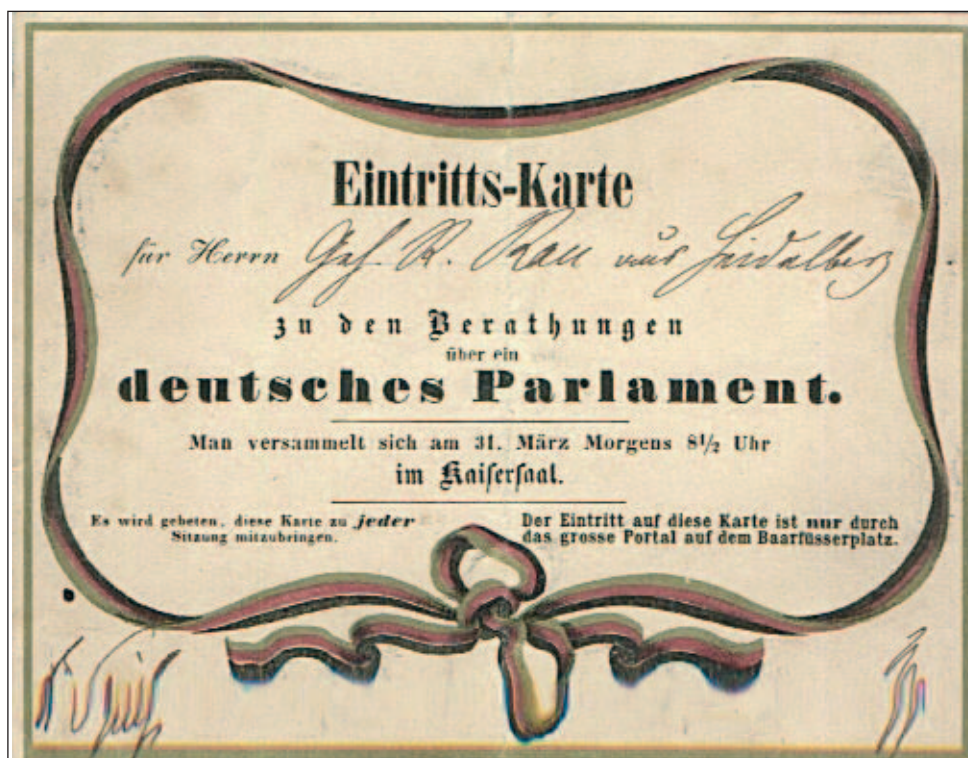 Eintritts-Karte
für Herrn Geh. R. Rau aus Heidelberg
zu den Berathungen
über ein
deutsches Parlament.
Man versammelt sich am 31. März Morgens 8½ Uhr
im Kaisersaal.
Es wird gebeten, diese Karte zu jeder
Sitzung mitzubringen.
Der Eintritt auf diese Karte ist nur durch
das grosse Portal auf dem Baarfüsserplatz.